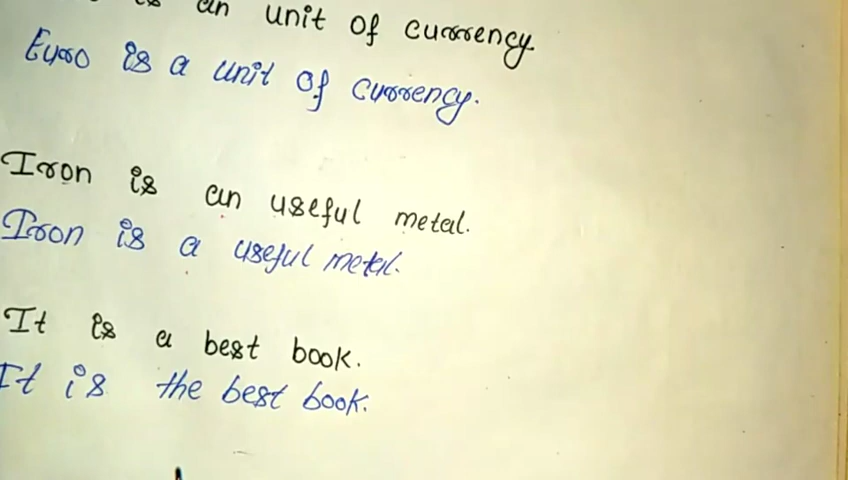 is an unit of currency
Euro is a unit of currency.
Iron is an useful metal.
Iron is a useful metal.
It is a best book.
It is the best book.